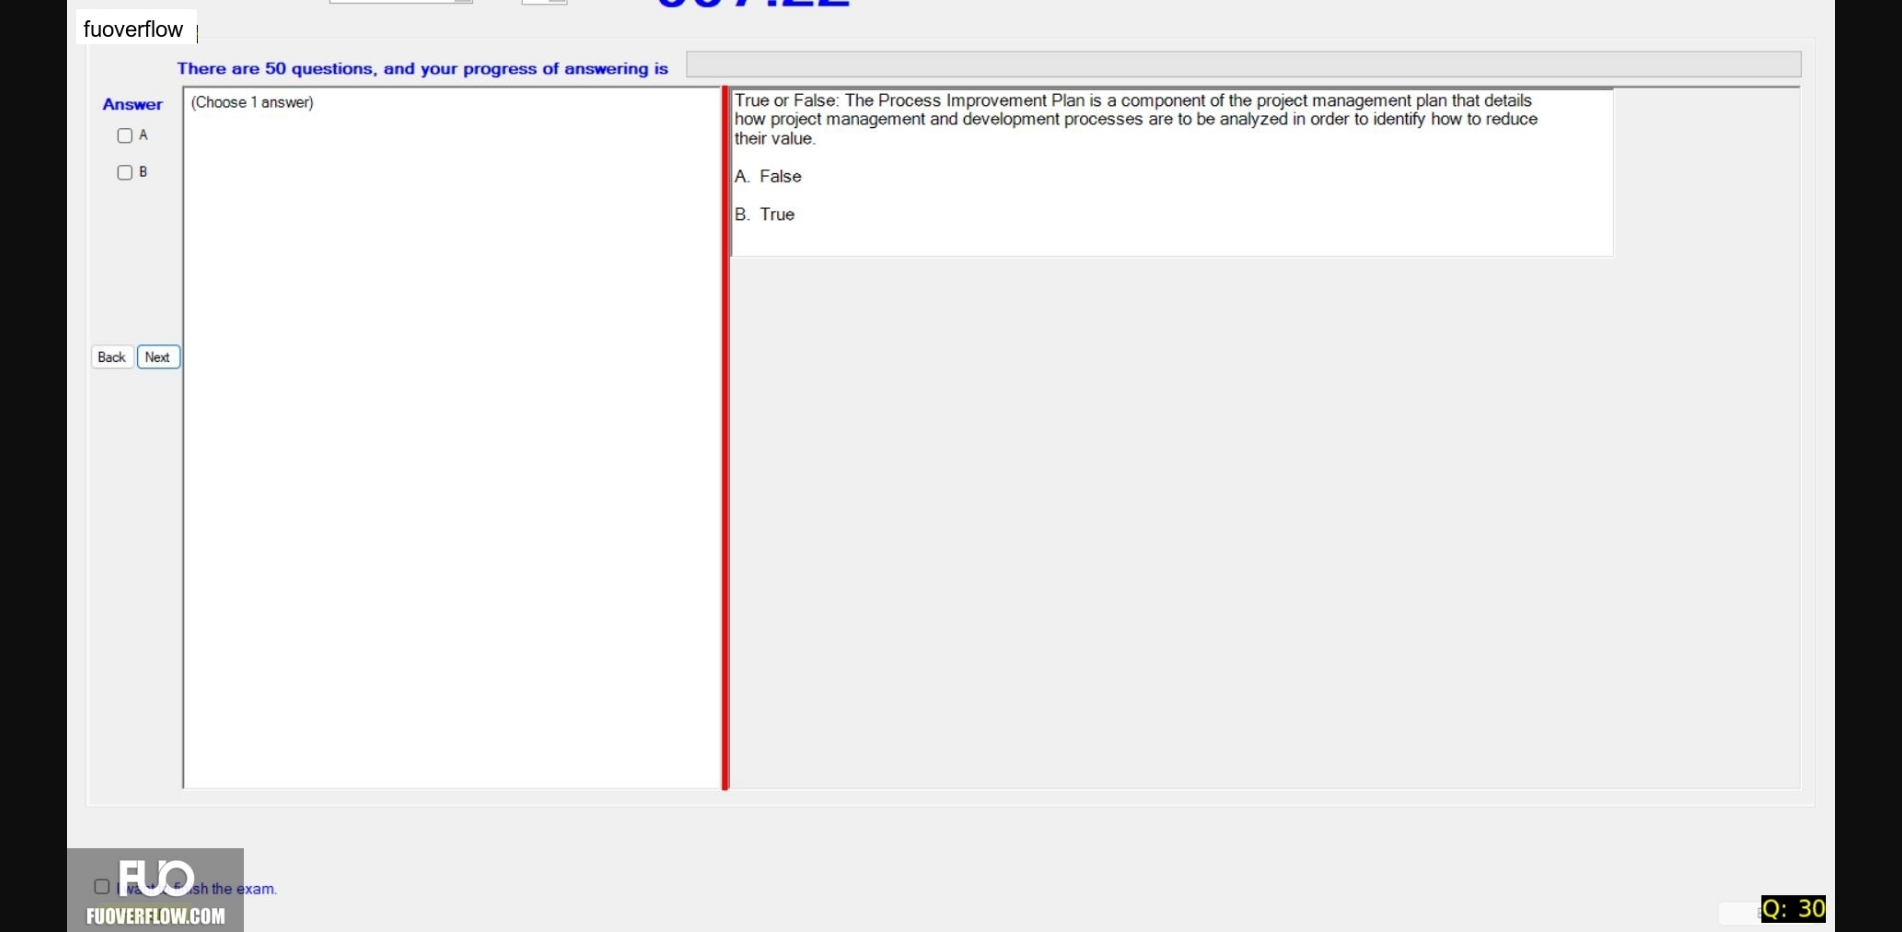 fuoverflow
There are 50 questions, and your progress of answering is
Answer
(Choose 1 answer)
A
B
Back
Next
True or False: The Process Improvement Plan is a component of the project management plan that details
how project management and development processes are to be analyzed in order to identify how to reduce
their value.
A. False
B. True
FUO
sh the exam.
FUOVERFLOW.COM
Q: 30